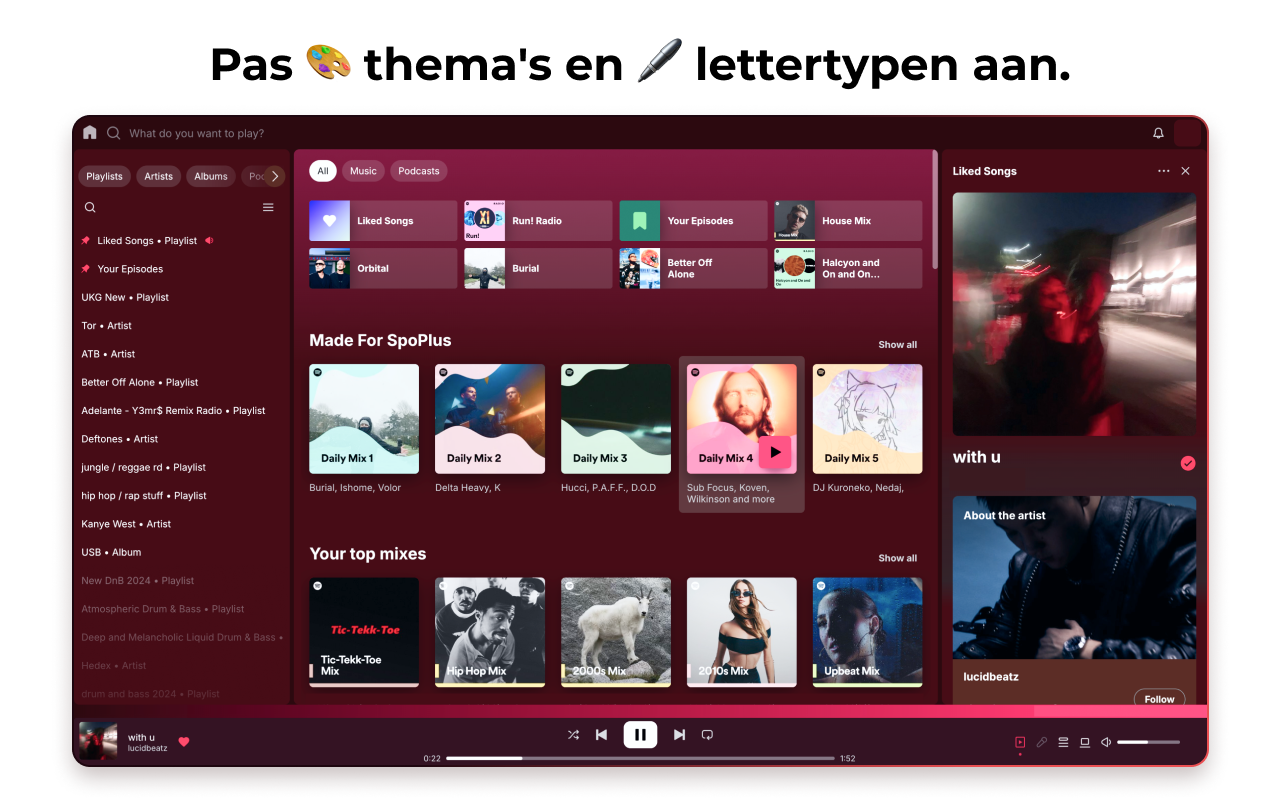 Pas 🎨 thema's en 🖋 lettertypen aan.
What do you want to play?
Playlists Artists Albums
Liked Songs • Playlist
Your Episodes
UKG New • Playlist
Tor • Artist
ATB • Artist
Better Off Alone • Playlist
Adelante - Y3mr$ Remix Radio • Playlist
Deftones • Artist
jungle / reggae rd • Playlist
hip hop / rap stuff • Playlist
Kanye West • Artist
USB • Album
New DnB 2024 • Playlist
Atmospheric Drum & Bass • Playlist
Deep and Melancholic Liquid Drum & Bass •
Hedex • Artist
drum and bass 2024 • Playlist
All Music Podcasts
Liked Songs
Run!
Run! Radio
Your Episodes
House Mix
House Mix
Orbital
Burial
Better Off
Alone
Halcyon and On and
On
Halcyon and
On and On...
Made For SpoPlus
Show all
Daily Mix 1
Daily Mix 2
Daily Mix 3
Daily Mix 4
Daily Mix 5
Burial, Ishome, Volor
Delta Heavy, K
Hucci, P.A.F.F., D.O.D
Sub Focus, Koven,
Wilkinson and more
DJ Kuroneko, Nedaj,
Your top mixes
Show all
Tic-Tekk-Toe
Tic-Tekk-Toe
Mix
Hip Hop Mix
2000s Mix
2010s Mix
Upbeat Mix
Liked Songs
with u
About the artist
lucidbeatz
Follow
with u
lucidbeatz
0:22
1:52